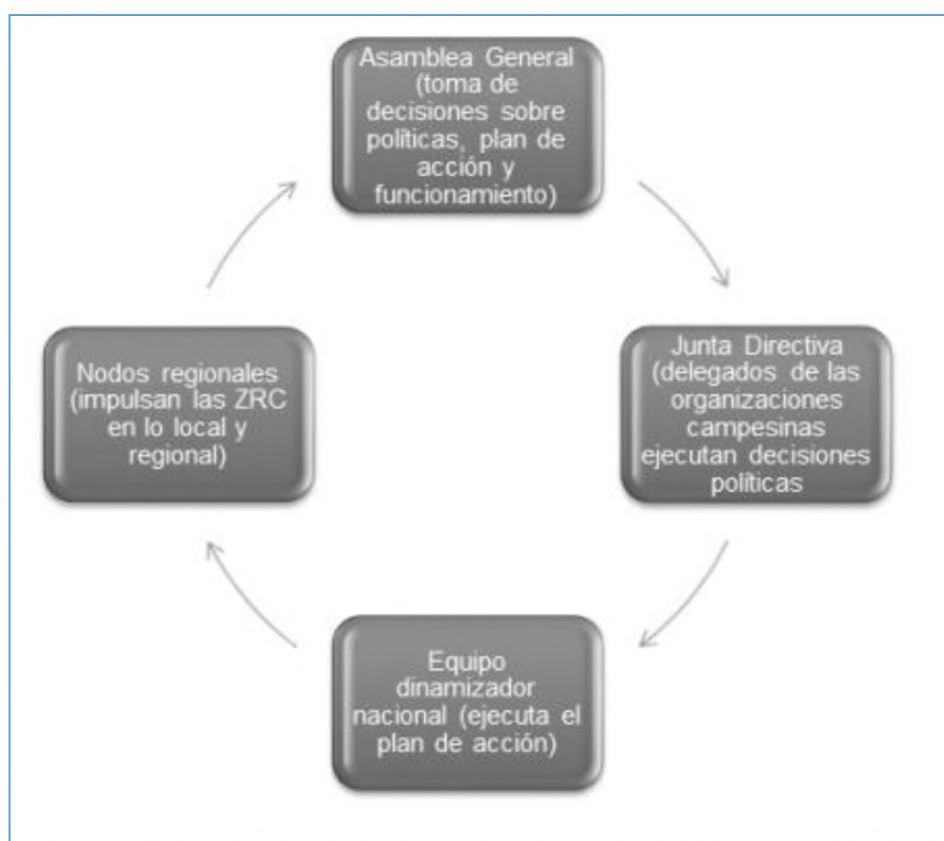 Asamblea General
(toma de
decisiones sobre
políticas, plan de
acción y
funcionamiento)
Junta Directiva
(delegados de las
organizaciones
campesinas
ejecutan decisiones
políticas
Equipo
dinamizador
nacional (ejecuta el
plan de acción)
Nodos regionales
(impulsan las ZRC
en lo local y
regional)